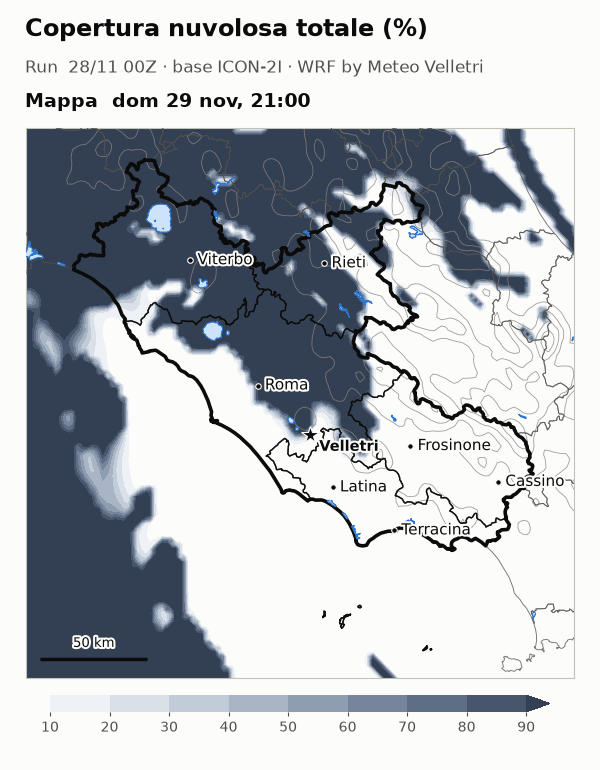 Copertura nuvolosa totale (%)
Run  28/11 00Z · base ICON-2I · WRF by Meteo Velletri
Mappa  dom 29 nov, 21:00
Viterbo
Rieti
Roma
Velletri
Frosinone
Latina
Cassino
Terracina
50 km
10 20 30 40 50 60 70 80 90